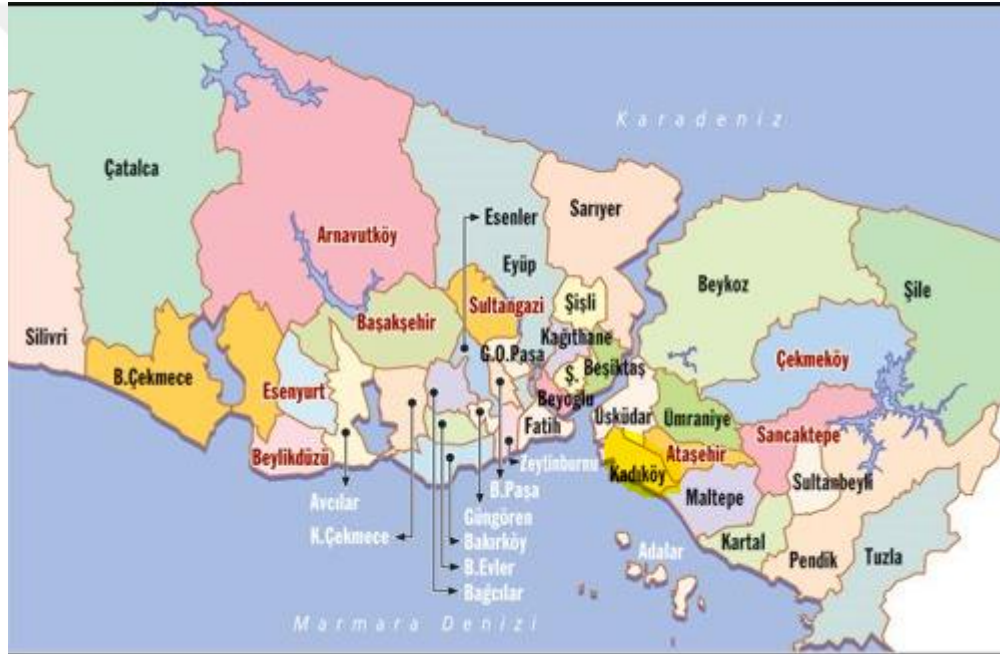 Karadeniz
Çatalca
Sarıyer
Esenler
Arnavutköy
Eyüp
Beykoz
Şile
Silivri
Başakşehir
Sultangazi
Şişli
Kağıthane
G.O.Paşa
Beşiktaş
Çekmeköy
B.Çekmece
Esenyurt
Ş.
Beyoğlu
Fatih
Üsküdar
Ümraniye
Sancaktepe
Beylikdüzü
Zeytinburnu
Kadıköy
Ataşehir
Sultanbeyli
Avcılar
B.Paşa
Maltepe
Güngören
K.Çekmece
Bakırköy
Adalar
Kartal
Pendik
Tuzla
B.Evler
Bağcılar
Marmara Denizi